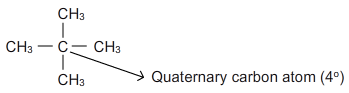 CH₃
CH₃ — C — CH₃
CH₃
Quaternary carbon atom (4°)